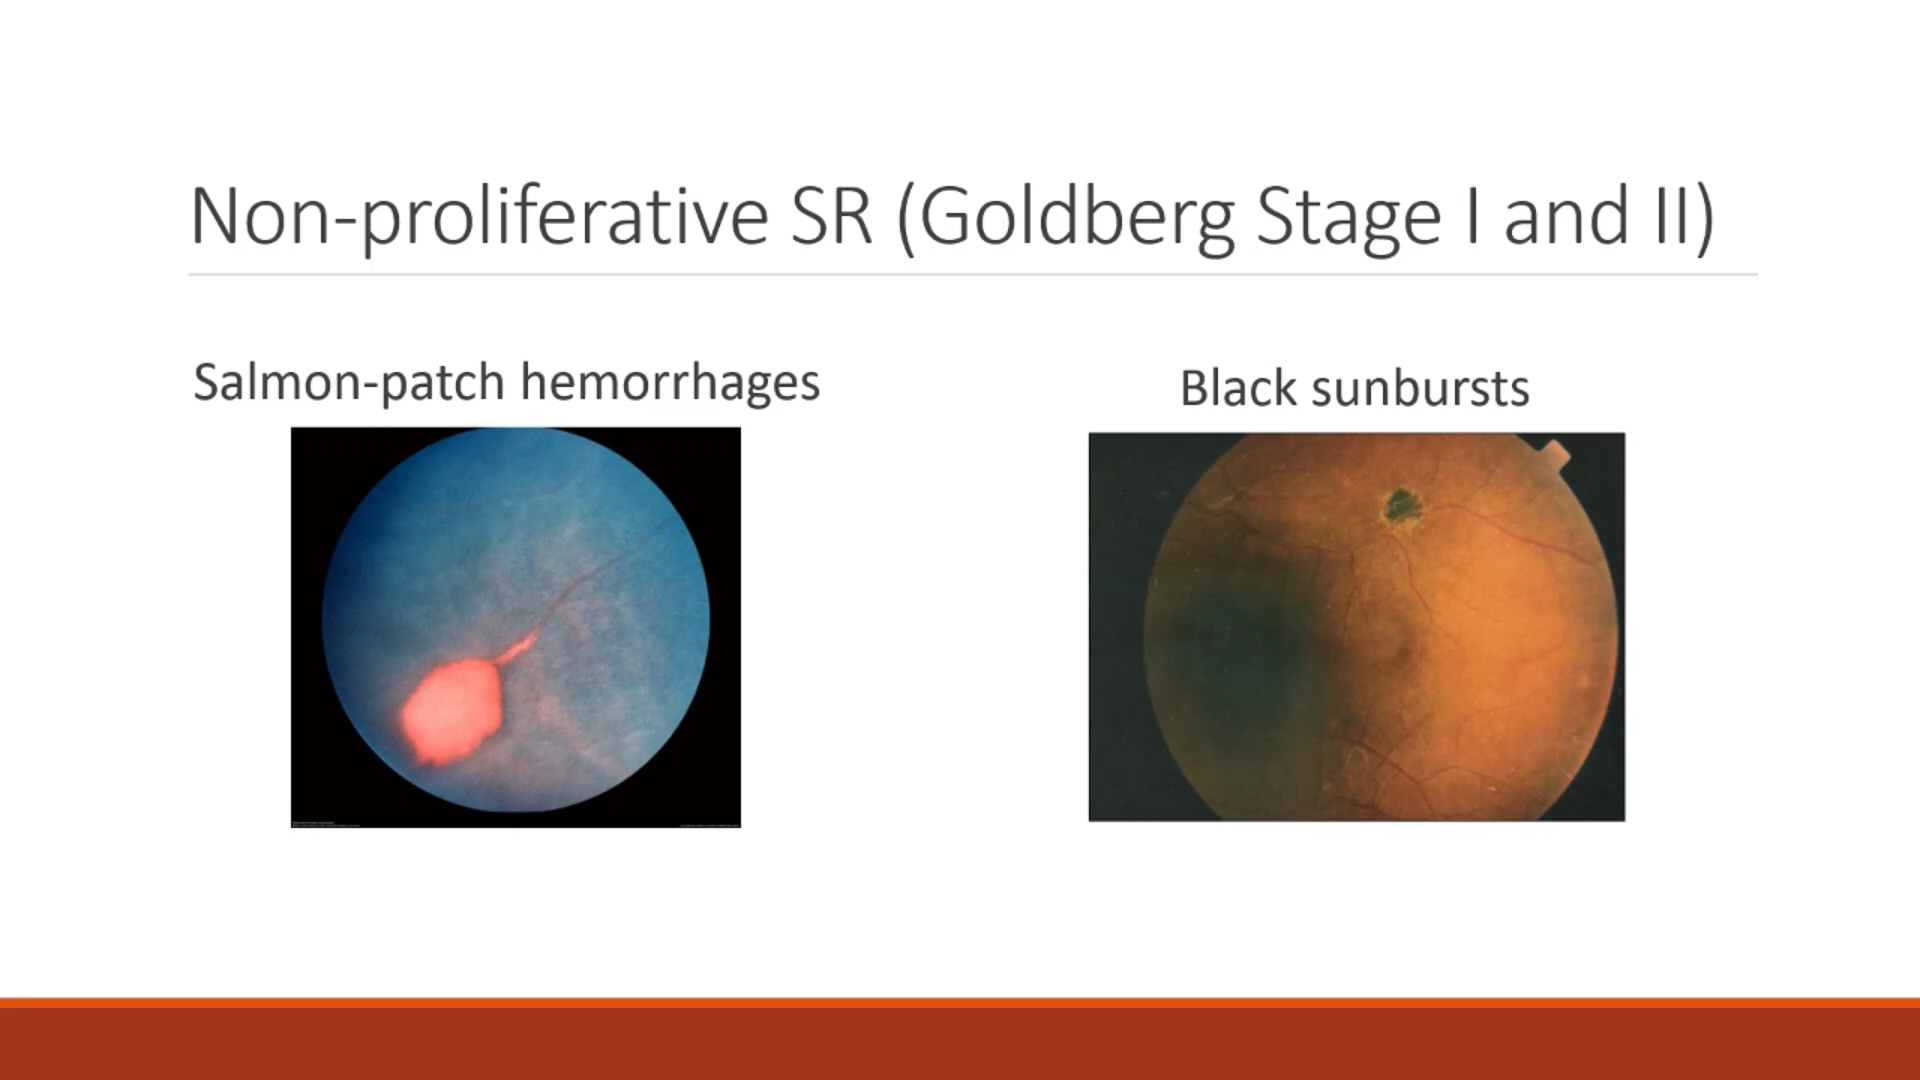 Non-proliferative SR (Goldberg Stage I and II)
Salmon-patch hemorrhages
Black sunbursts